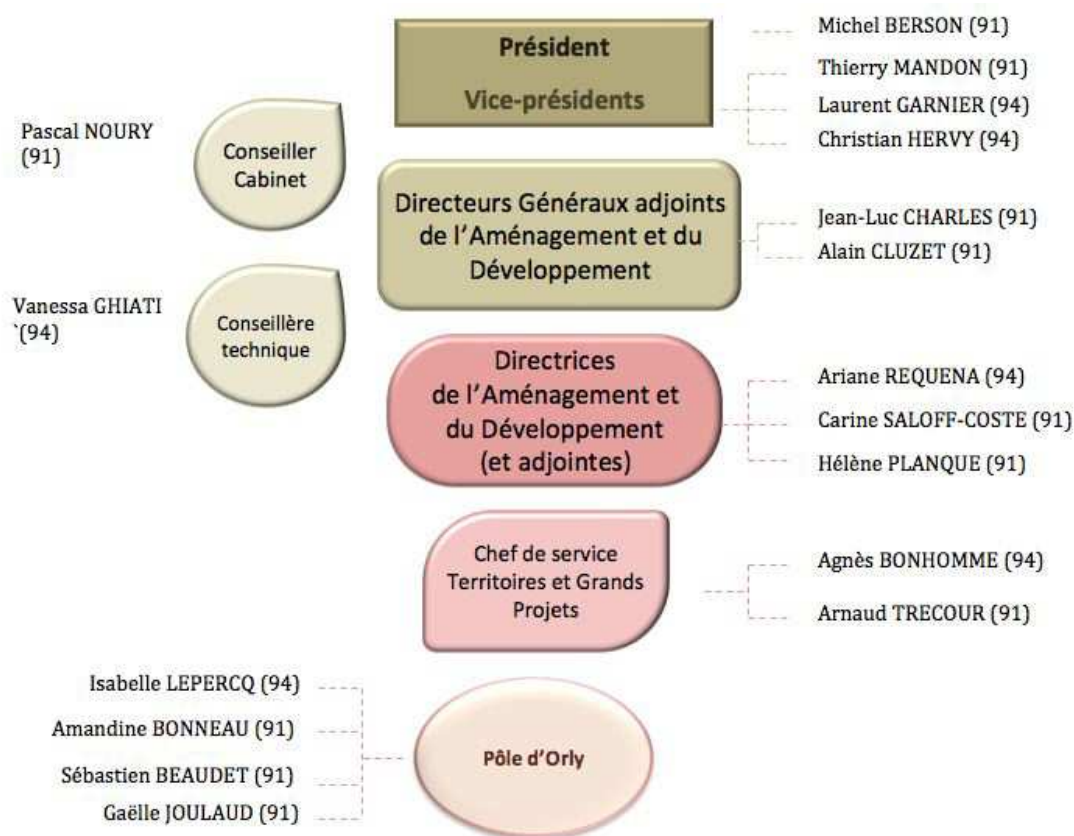 Président
Vice-présidents
Michel BERSON (91)
Thierry MANDON (91)
Laurent GARNIER (94)
Christian HERVY (94)
Pascal NOURY
(91)
Conseiller
Cabinet
Directeurs Généraux adjoints
de l'Aménagement et du
Développement
Jean-Luc CHARLES (91)
Alain CLUZET (91)
Vanessa GHIATI
`(94)
Conseillère
technique
Directrices
de l'Aménagement et
du Développement
(et adjointes)
Ariane REQUENA (94)
Carine SALOFF-COSTE (91)
Hélène PLANQUE (91)
Chef de service
Territoires et Grands
Projets
Agnès BONHOMME (94)
Arnaud TRECOUR (91)
Isabelle LEPERCQ (94)
Amandine BONNEAU (91)
Sébastien BEAUDET (91)
Gaëlle JOULAUD (91)
Pôle d'Orly